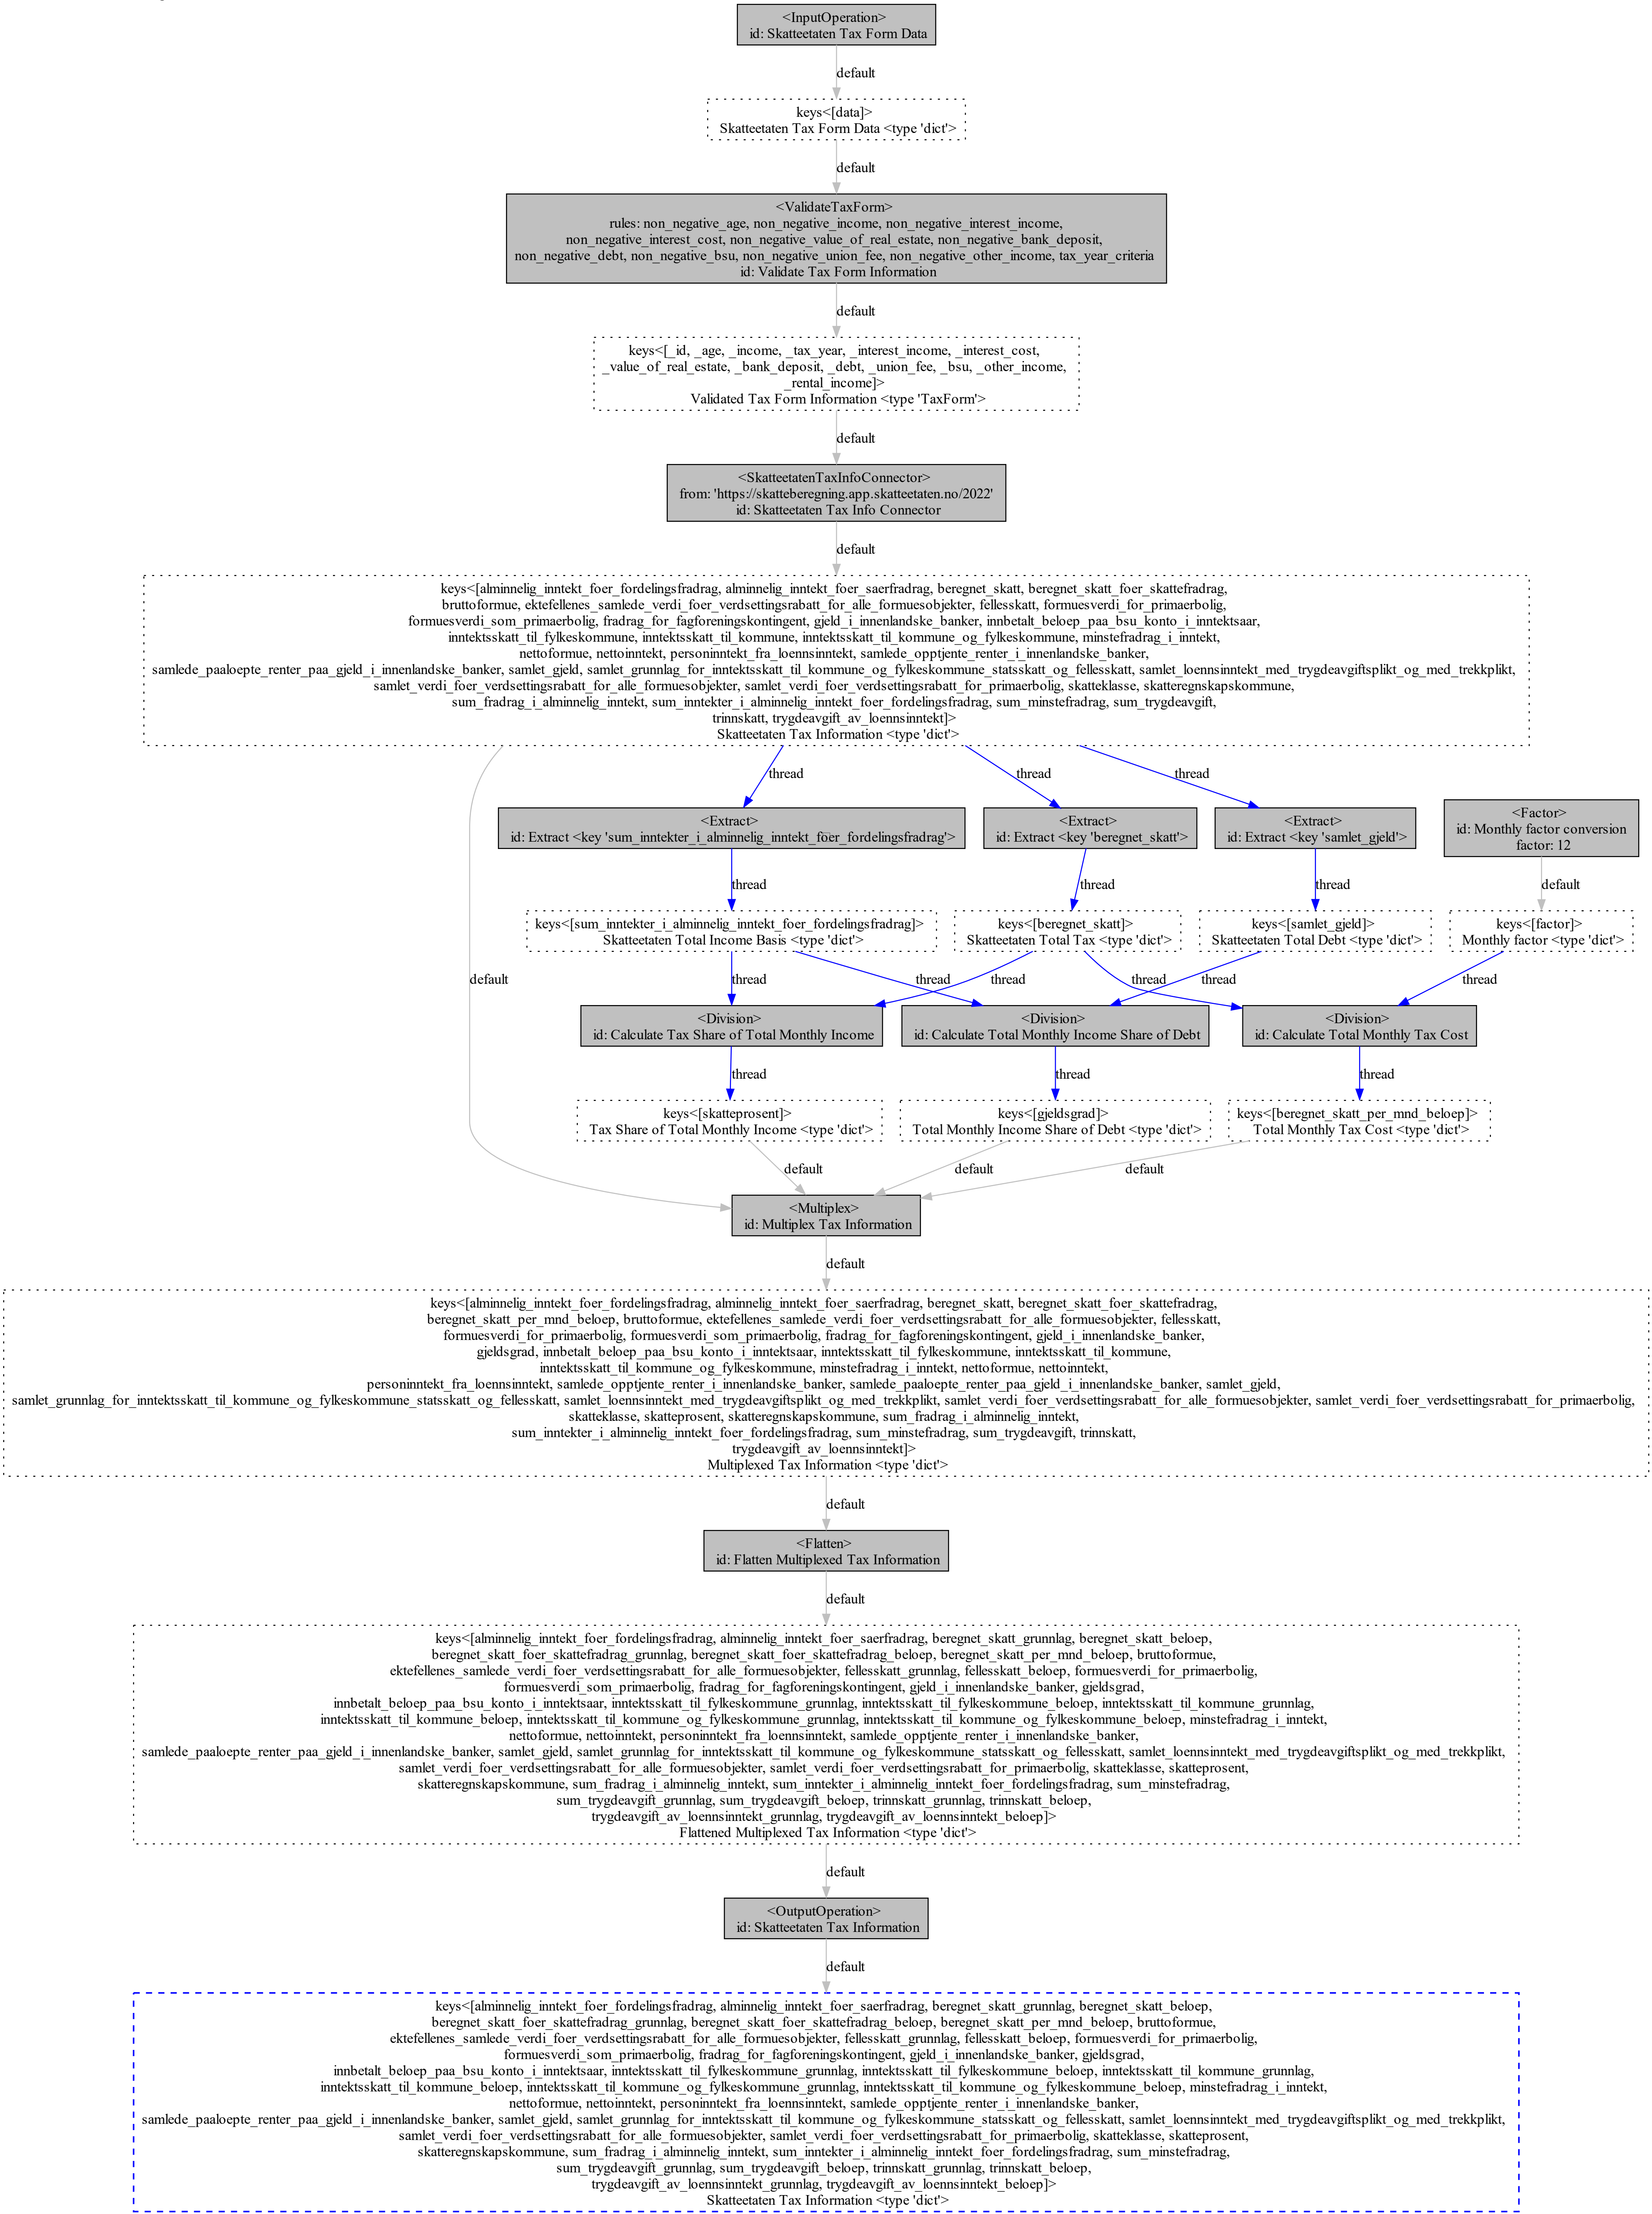 <InputOperation>
id: Skatteetaten Tax Form Data
default
keys<[data]>
Skatteetaten Tax Form Data <type 'dict'>
default
<ValidateTaxForm>
rules: non_negative_age, non_negative_income, non_negative_interest_income,
non_negative_interest_cost, non_negative_value_of_real_estate, non_negative_bank_deposit,
non_negative_debt, non_negative_bsu, non_negative_union_fee, non_negative_other_income, tax_year_criteria
id: Validate Tax Form Information
default
keys<[_id, _age, _income, _tax_year, _interest_income, _interest_cost,
_value_of_real_estate, _bank_deposit, _debt, _union_fee, _bsu, _other_income,
_rental_income]>
Validated Tax Form Information <type 'TaxForm'>
default
<SkatteetatenTaxInfoConnector>
from: 'https://skatteberegning.app.skatteetaten.no/2022'
id: Skatteetaten Tax Info Connector
default
keys<[alminnelig_inntekt_foer_fordelingsfradrag, alminnelig_inntekt_foer_saerfradrag, beregnet_skatt, beregnet_skatt_foer_skattefradrag,
bruttoformue, ektefellenes_samlede_verdi_foer_verdsettingsrabatt_for_alle_formuesobjekter, fellesskatt, formuesverdi_for_primaerbolig,
formuesverdi_som_primaerbolig, fradrag_for_fagforeningskontingent, gjeld_i_innenlandske_banker, innbetalt_beloep_paa_bsu_konto_i_inntektsaar,
inntektsskatt_til_fylkeskommune, inntektsskatt_til_kommune, inntektsskatt_til_kommune_og_fylkeskommune, minstefradrag_i_inntekt,
nettoformue, nettoinntekt, personinntekt_fra_loennsinntekt, samlede_opptjente_renter_i_innenlandske_banker,
samlede_paaloepte_renter_paa_gjeld_i_innenlandske_banker, samlet_gjeld, samlet_grunnlag_for_inntektsskatt_til_kommune_og_fylkeskommune_statsskatt_og_fellesskatt, samlet_loennsinntekt_med_trygdeavgiftsplikt_og_med_trekkplikt,
samlet_verdi_foer_verdsettingsrabatt_for_alle_formuesobjekter, samlet_verdi_foer_verdsettingsrabatt_for_primaerbolig, skatteklasse, skatteregnskapskommune,
sum_fradrag_i_alminnelig_inntekt, sum_inntekter_i_alminnelig_inntekt_foer_fordelingsfradrag, sum_minstefradrag, sum_trygdeavgift,
trinnskatt, trygdeavgift_av_loennsinntekt]>
Skatteetaten Tax Information <type 'dict'>
thread
thread
thread
<Extract>
id: Extract <key 'sum_inntekter_i_alminnelig_inntekt_foer_fordelingsfradrag'>
<Extract>
id: Extract <key 'beregnet_skatt'>
<Extract>
id: Extract <key 'samlet_gjeld'>
<Factor>
id: Monthly factor conversion
factor: 12
thread
thread
thread
default
keys<[sum_inntekter_i_alminnelig_inntekt_foer_fordelingsfradrag]>
Skatteetaten Total Income Basis <type 'dict'>
keys<[beregnet_skatt]>
Skatteetaten Total Tax <type 'dict'>
keys<[samlet_gjeld]>
Skatteetaten Total Debt <type 'dict'>
keys<[factor]>
Monthly factor <type 'dict'>
default
thread
thread
thread
thread
thread
thread
<Division>
id: Calculate Tax Share of Total Monthly Income
<Division>
id: Calculate Total Monthly Income Share of Debt
<Division>
id: Calculate Total Monthly Tax Cost
thread
thread
thread
keys<[skatteprosent]>
Tax Share of Total Monthly Income <type 'dict'>
keys<[gjeldsgrad]>
Total Monthly Income Share of Debt <type 'dict'>
keys<[beregnet_skatt_per_mnd_beloep]>
Total Monthly Tax Cost <type 'dict'>
default
default
default
<Multiplex>
id: Multiplex Tax Information
default
keys<[alminnelig_inntekt_foer_fordelingsfradrag, alminnelig_inntekt_foer_saerfradrag, beregnet_skatt, beregnet_skatt_foer_skattefradrag,
beregnet_skatt_per_mnd_beloep, bruttoformue, ektefellenes_samlede_verdi_foer_verdsettingsrabatt_for_alle_formuesobjekter, fellesskatt,
formuesverdi_for_primaerbolig, formuesverdi_som_primaerbolig, fradrag_for_fagforeningskontingent, gjeld_i_innenlandske_banker,
gjeldsgrad, innbetalt_beloep_paa_bsu_konto_i_inntektsaar, inntektsskatt_til_fylkeskommune, inntektsskatt_til_kommune,
inntektsskatt_til_kommune_og_fylkeskommune, minstefradrag_i_inntekt, nettoformue, nettoinntekt,
personinntekt_fra_loennsinntekt, samlede_opptjente_renter_i_innenlandske_banker, samlede_paaloepte_renter_paa_gjeld_i_innenlandske_banker, samlet_gjeld,
samlet_grunnlag_for_inntektsskatt_til_kommune_og_fylkeskommune_statsskatt_og_fellesskatt, samlet_loennsinntekt_med_trygdeavgiftsplikt_og_med_trekkplikt, samlet_verdi_foer_verdsettingsrabatt_for_alle_formuesobjekter, samlet_verdi_foer_verdsettingsrabatt_for_primaerbolig,
skatteklasse, skatteprosent, skatteregnskapskommune, sum_fradrag_i_alminnelig_inntekt,
sum_inntekter_i_alminnelig_inntekt_foer_fordelingsfradrag, sum_minstefradrag, sum_trygdeavgift, trinnskatt,
trygdeavgift_av_loennsinntekt]>
Multiplexed Tax Information <type 'dict'>
default
<Flatten>
id: Flatten Multiplexed Tax Information
default
keys<[alminnelig_inntekt_foer_fordelingsfradrag, alminnelig_inntekt_foer_saerfradrag, beregnet_skatt_grunnlag, beregnet_skatt_beloep,
beregnet_skatt_foer_skattefradrag_grunnlag, beregnet_skatt_foer_skattefradrag_beloep, beregnet_skatt_per_mnd_beloep, bruttoformue,
ektefellenes_samlede_verdi_foer_verdsettingsrabatt_for_alle_formuesobjekter, fellesskatt_grunnlag, fellesskatt_beloep, formuesverdi_for_primaerbolig,
formuesverdi_som_primaerbolig, fradrag_for_fagforeningskontingent, gjeld_i_innenlandske_banker, gjeldsgrad,
innbetalt_beloep_paa_bsu_konto_i_inntektsaar, inntektsskatt_til_fylkeskommune_grunnlag, inntektsskatt_til_fylkeskommune_beloep, inntektsskatt_til_kommune_grunnlag,
inntektsskatt_til_kommune_beloep, inntektsskatt_til_kommune_og_fylkeskommune_grunnlag, inntektsskatt_til_kommune_og_fylkeskommune_beloep, minstefradrag_i_inntekt,
nettoformue, nettoinntekt, personinntekt_fra_loennsinntekt, samlede_opptjente_renter_i_innenlandske_banker,
samlede_paaloepte_renter_paa_gjeld_i_innenlandske_banker, samlet_gjeld, samlet_grunnlag_for_inntektsskatt_til_kommune_og_fylkeskommune_statsskatt_og_fellesskatt, samlet_loennsinntekt_med_trygdeavgiftsplikt_og_med_trekkplikt,
samlet_verdi_foer_verdsettingsrabatt_for_alle_formuesobjekter, samlet_verdi_foer_verdsettingsrabatt_for_primaerbolig, skatteklasse, skatteprosent,
skatteregnskapskommune, sum_fradrag_i_alminnelig_inntekt, sum_inntekter_i_alminnelig_inntekt_foer_fordelingsfradrag, sum_minstefradrag,
sum_trygdeavgift_grunnlag, sum_trygdeavgift_beloep, trinnskatt_grunnlag, trinnskatt_beloep,
trygdeavgift_av_loennsinntekt_grunnlag, trygdeavgift_av_loennsinntekt_beloep]>
Flattened Multiplexed Tax Information <type 'dict'>
default
<OutputOperation>
id: Skatteetaten Tax Information
default
keys<[alminnelig_inntekt_foer_fordelingsfradrag, alminnelig_inntekt_foer_saerfradrag, beregnet_skatt_grunnlag, beregnet_skatt_beloep,
beregnet_skatt_foer_skattefradrag_grunnlag, beregnet_skatt_foer_skattefradrag_beloep, beregnet_skatt_per_mnd_beloep, bruttoformue,
ektefellenes_samlede_verdi_foer_verdsettingsrabatt_for_alle_formuesobjekter, fellesskatt_grunnlag, fellesskatt_beloep, formuesverdi_for_primaerbolig,
formuesverdi_som_primaerbolig, fradrag_for_fagforeningskontingent, gjeld_i_innenlandske_banker, gjeldsgrad,
innbetalt_beloep_paa_bsu_konto_i_inntektsaar, inntektsskatt_til_fylkeskommune_grunnlag, inntektsskatt_til_fylkeskommune_beloep, inntektsskatt_til_kommune_grunnlag,
inntektsskatt_til_kommune_beloep, inntektsskatt_til_kommune_og_fylkeskommune_grunnlag, inntektsskatt_til_kommune_og_fylkeskommune_beloep, minstefradrag_i_inntekt,
nettoformue, nettoinntekt, personinntekt_fra_loennsinntekt, samlede_opptjente_renter_i_innenlandske_banker,
samlede_paaloepte_renter_paa_gjeld_i_innenlandske_banker, samlet_gjeld, samlet_grunnlag_for_inntektsskatt_til_kommune_og_fylkeskommune_statsskatt_og_fellesskatt, samlet_loennsinntekt_med_trygdeavgiftsplikt_og_med_trekkplikt,
samlet_verdi_foer_verdsettingsrabatt_for_alle_formuesobjekter, samlet_verdi_foer_verdsettingsrabatt_for_primaerbolig, skatteklasse, skatteprosent,
skatteregnskapskommune, sum_fradrag_i_alminnelig_inntekt, sum_inntekter_i_alminnelig_inntekt_foer_fordelingsfradrag, sum_minstefradrag,
sum_trygdeavgift_grunnlag, sum_trygdeavgift_beloep, trinnskatt_grunnlag, trinnskatt_beloep,
trygdeavgift_av_loennsinntekt_grunnlag, trygdeavgift_av_loennsinntekt_beloep]>
Skatteetaten Tax Information <type 'dict'>